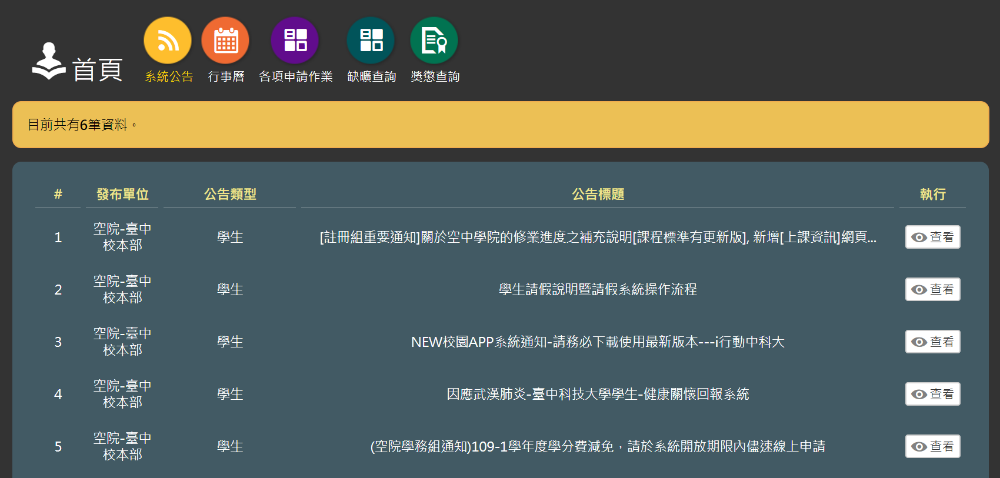 首頁
系統公告
行事曆
各項申請作業
缺曠查詢
獎懲查詢
目前共有6筆資料。
# 發布單位 公告類型 公告標題 執行
1 空院-臺中校本部 學生 [註冊組重要通知]關於空中學院的修業進度之補充說明[課程標準有更新版], 新增[上課資訊]網頁... 查看
2 空院-臺中校本部 學生 學生請假說明暨請假系統操作流程 查看
3 空院-臺中校本部 學生 NEW校園APP系統通知-請務必下載使用最新版本---i行動中科大 查看
4 空院-臺中校本部 學生 因應武漢肺炎-臺中科技大學學生-健康關懷回報系統 查看
5 空院-臺中校本部 學生 (空院學務組通知)109-1學年度學分費減免，請於系統開放期限內儘速線上申請 查看